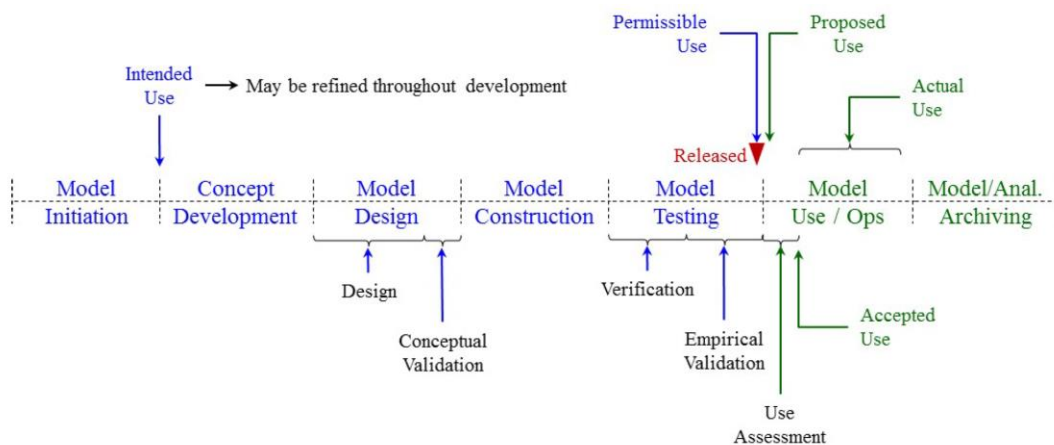 Permissible
Use
Proposed
Use
Intended
Use
May be refined throughout development
Actual
Use
Released
Model
Initiation
Concept
Development
Model
Design
Model
Construction
Model
Testing
Model
Use / Ops
Model/Anal.
Archiving
Design
Conceptual
Validation
Verification
Empirical
Validation
Accepted
Use
Use
Assessment